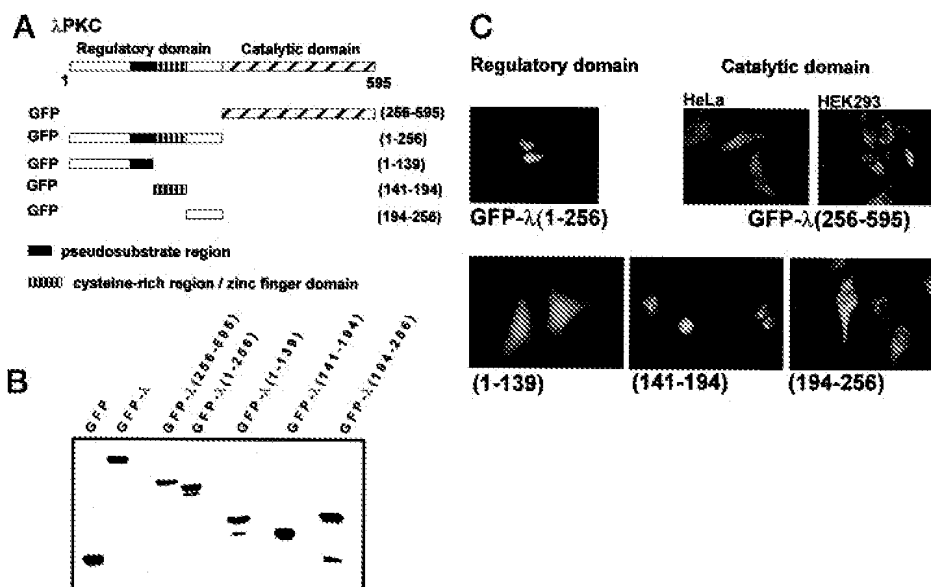 A λPKC
Regulatory domain Catalytic domain
1 595
GFP (256-595)
GFP (1-256)
GFP (1-139)
GFP (141-194)
GFP (194-256)
pseudosubstrate region
cysteine-rich region / zinc finger domain
B
GFP
GFP-λ
GFP-λ(256-595)
GFP-λ(1-256)
GFP-λ(1-139)
GFP-λ(141-194)
GFP-λ(194-256)
C
Regulatory domain Catalytic domain
HeLa HEK293
GFP-λ(1-256) GFP-λ(256-595)
(1-139) (141-194) (194-256)